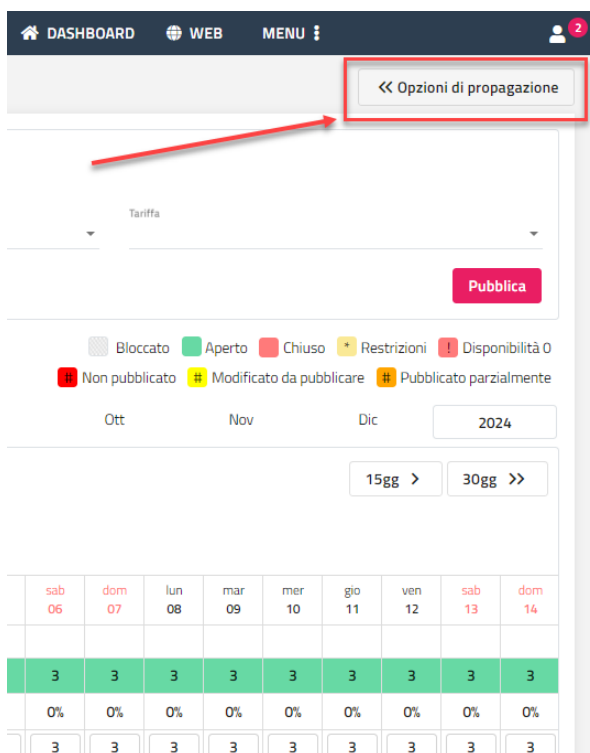 DASHBOARD WEB MENU 2
Opzioni di propagazione
Tariffa
Pubblica
Bloccato Aperto Chiuso * Restrizioni ! Disponibilità 0
# Non pubblicato # Modificato da pubblicare # Pubblicato parzialmente
Ott Nov Dic 2024
15gg > 30gg >>
sab dom lun mar mer gio ven sab dom
06 07 08 09 10 11 12 13 14
3 3 3 3 3 3 3 3 3
0% 0% 0% 0% 0% 0% 0% 0% 0%
3 3 3 3 3 3 3 3 3